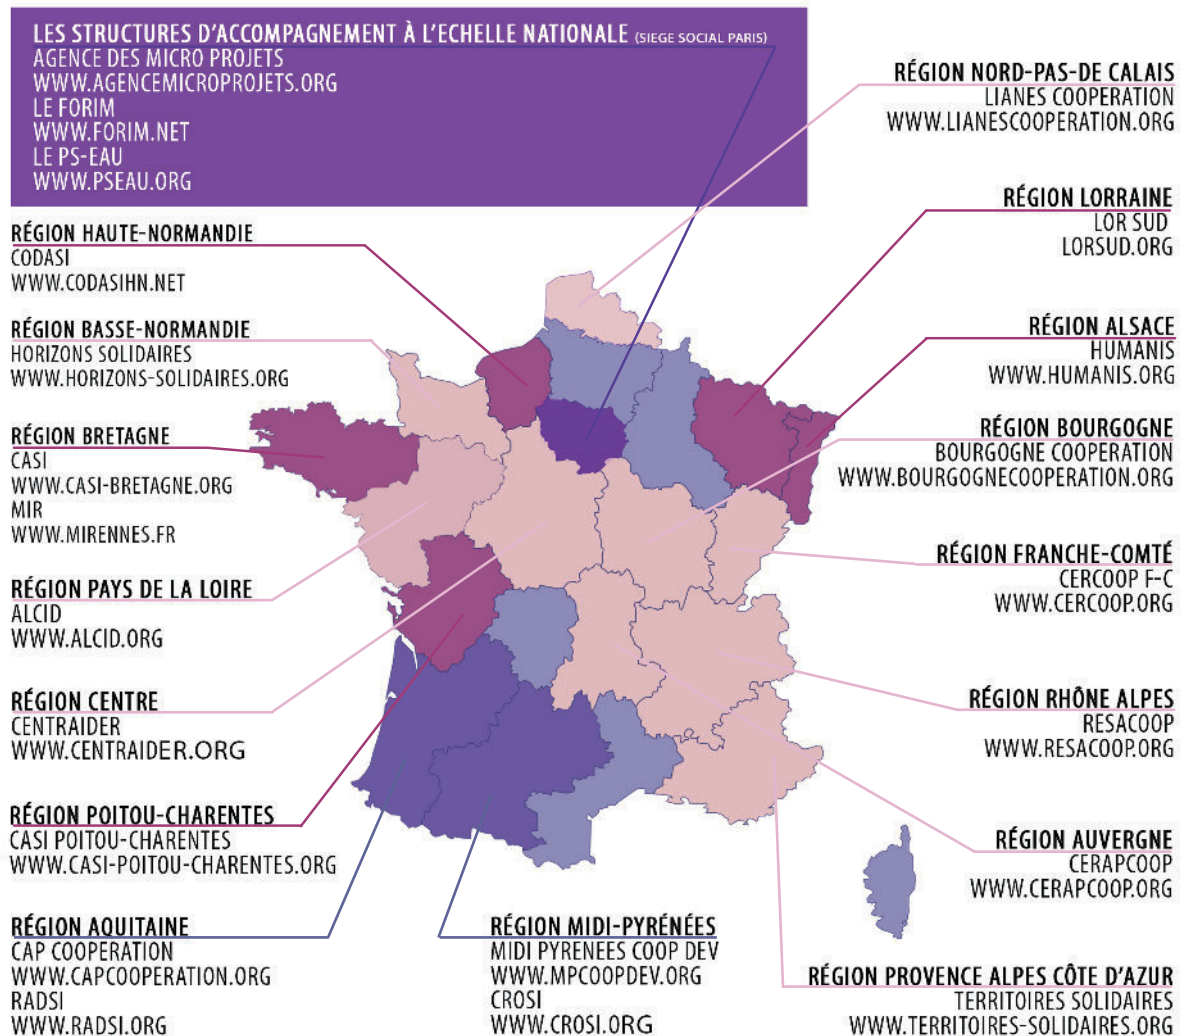 LES STRUCTURES D'ACCOMPAGNEMENT À L'ECHELLE NATIONALE (SIEGE SOCIAL PARIS)
AGENCE DES MICRO PROJETS
WWW.AGENCEMICROPROJETS.ORG
LE FORIM
WWW.FORIM.NET
LE PS-EAU
WWW.PSEAU.ORG
RÉGION HAUTE-NORMANDIE
CODASI
WWW.CODASIHN.NET
RÉGION BASSE-NORMANDIE
HORIZONS SOLIDAIRES
WWW.HORIZONS-SOLIDAIRES.ORG
RÉGION BRETAGNE
CASI
WWW.CASI-BRETAGNE.ORG
MIR
WWW.MIRENNES.FR
RÉGION PAYS DE LA LOIRE
ALCID
WWW.ALCID.ORG
RÉGION CENTRE
CENTRAIDER
WWW.CENTRAIDER.ORG
RÉGION POITOU-CHARENTES
CASI POITOU-CHARENTES
WWW.CASI-POITOU-CHARENTES.ORG
RÉGION AQUITAINE
CAP COOPERATION
WWW.CAPCOOPERATION.ORG
RADSI
WWW.RADSI.ORG
RÉGION MIDI-PYRÉNÉES
MIDI PYRENEES COOP DEV
WWW.MPCOOPDEV.ORG
CROSI
WWW.CROSI.ORG
RÉGION NORD-PAS-DE CALAIS
LIANES COOPERATION
WWW.LIANESCOOPERATION.ORG
RÉGION LORRAINE
LOR SUD
LORSUD.ORG
RÉGION ALSACE
HUMANIS
WWW.HUMANIS.ORG
RÉGION BOURGOGNE
BOURGOGNE COOPERATION
WWW.BOURGOGNECOOPERATION.ORG
RÉGION FRANCHE-COMTÉ
CERCOOP F-C
WWW.CERCOOP.ORG
RÉGION RHÔNE ALPES
RESACOOP
WWW.RESACOOP.ORG
RÉGION AUVERGNE
CERAPCOOP
WWW.CERAPCOOP.ORG
RÉGION PROVENCE ALPES CÔTE D'AZUR
TERRITOIRES SOLIDAIRES
WWW.TERRITOIRES-SOLIDAIRES.ORG